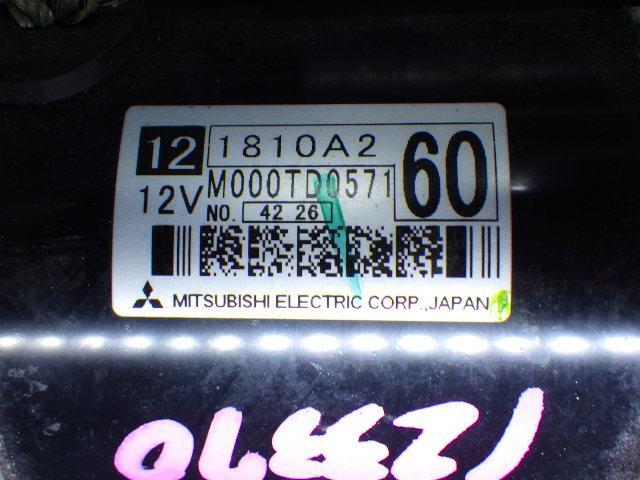 12 1810A2 60
12V M000TD0571
NO. 42 26
MITSUBISHI ELECTRIC CORP.,JAPAN